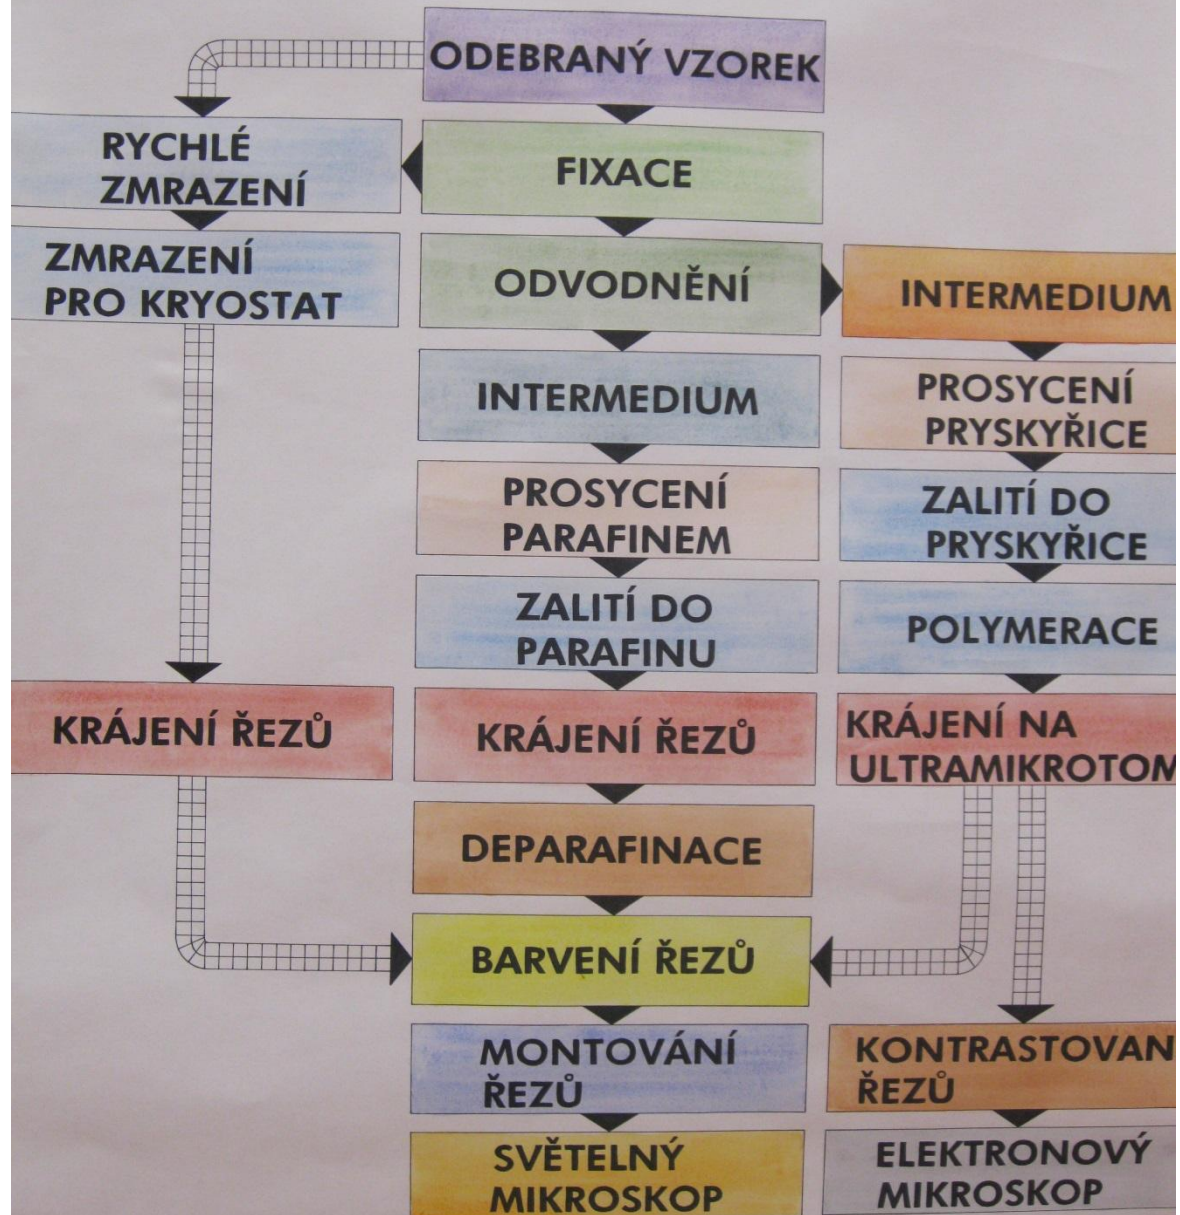 ODEBRANÝ VZOREK
RYCHLÉ
ZMRAZENÍ
FIXACE
ZMRAZENÍ
PRO KRYOSTAT
ODVODNĚNÍ
INTERMEDIUM
INTERMEDIUM
PROSYCENÍ
PRYSKYŘICE
PROSYCENÍ
PARAFINEM
ZALITÍ DO
PRYSKYŘICE
ZALITÍ DO
PARAFINU
POLYMERACE
KRÁJENÍ ŘEZŮ
KRÁJENÍ ŘEZŮ
KRÁJENÍ NA
ULTRAMIKROTOM
DEPARAFINACE
BARVENÍ ŘEZŮ
MONTOVÁNÍ
ŘEZŮ
KONTRASTOVAN
ŘEZŮ
SVĚTELNÝ
MIKROSKOP
ELEKTRONOVÝ
MIKROSKOP